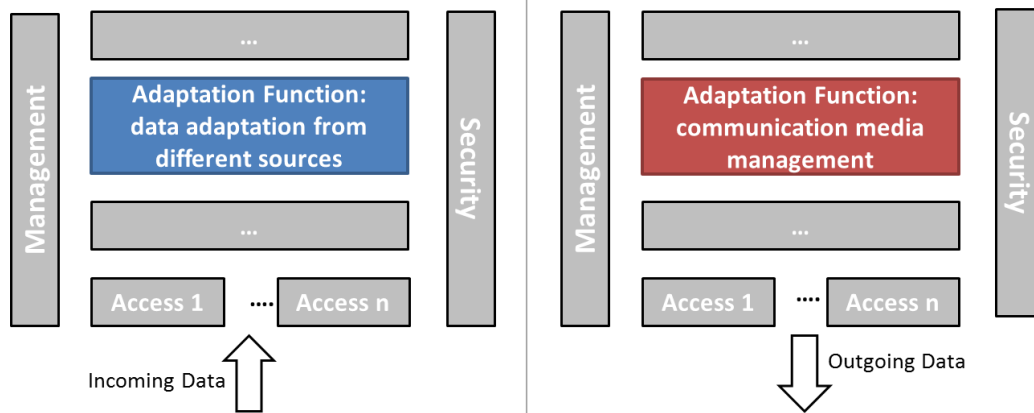 Management
...
Adaptation Function:
data adaptation from
different sources
...
Access 1
....
Access n
Security
Incoming Data
Management
...
Adaptation Function:
communication media
management
...
Access 1
....
Access n
Security
Outgoing Data